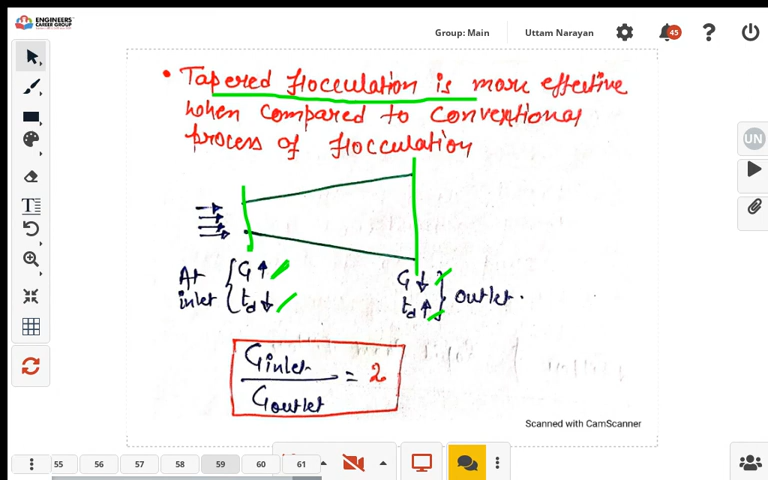 ENGINEERS
CAREER GROUP
Group: Main
Uttam Narayan
45
UN
• Tapered flocculation is more effective
when compared to conventional
process of flocculation
At inlet { G ↑
td ↓
G ↓
td ↑ } outlet.
Ginlet / Goutlet = 2
Scanned with CamScanner
55 56 57 58 59 60 61